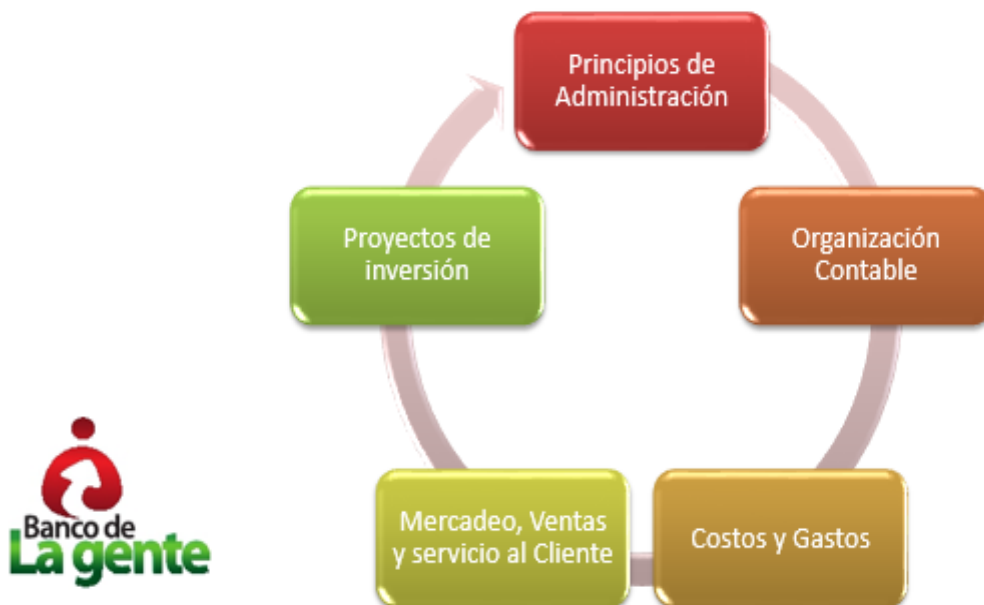 Principios de
Administración
Organización
Contable
Costos y Gastos
Mercadeo, Ventas
y servicio al Cliente
Proyectos de
inversión
Banco de
La gente